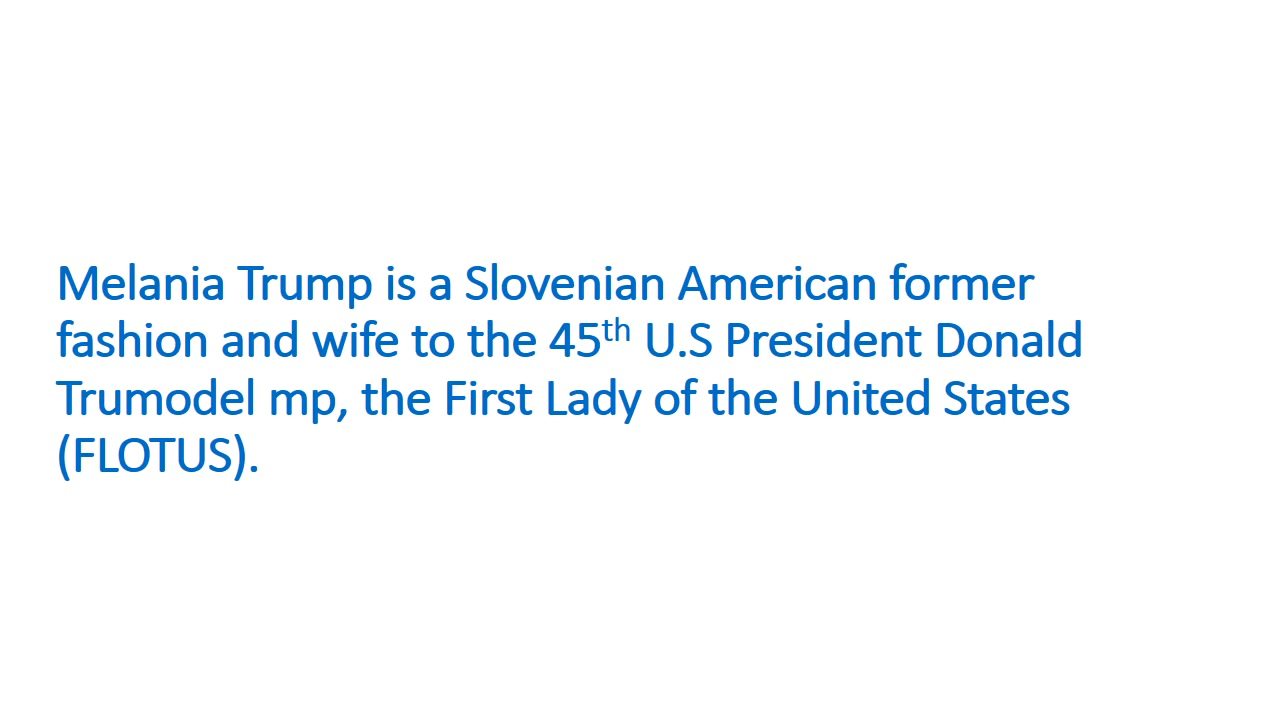 Melania Trump is a Slovenian American former
fashion and wife to the 45th U.S President Donald
Trumodel mp, the First Lady of the United States
(FLOTUS).